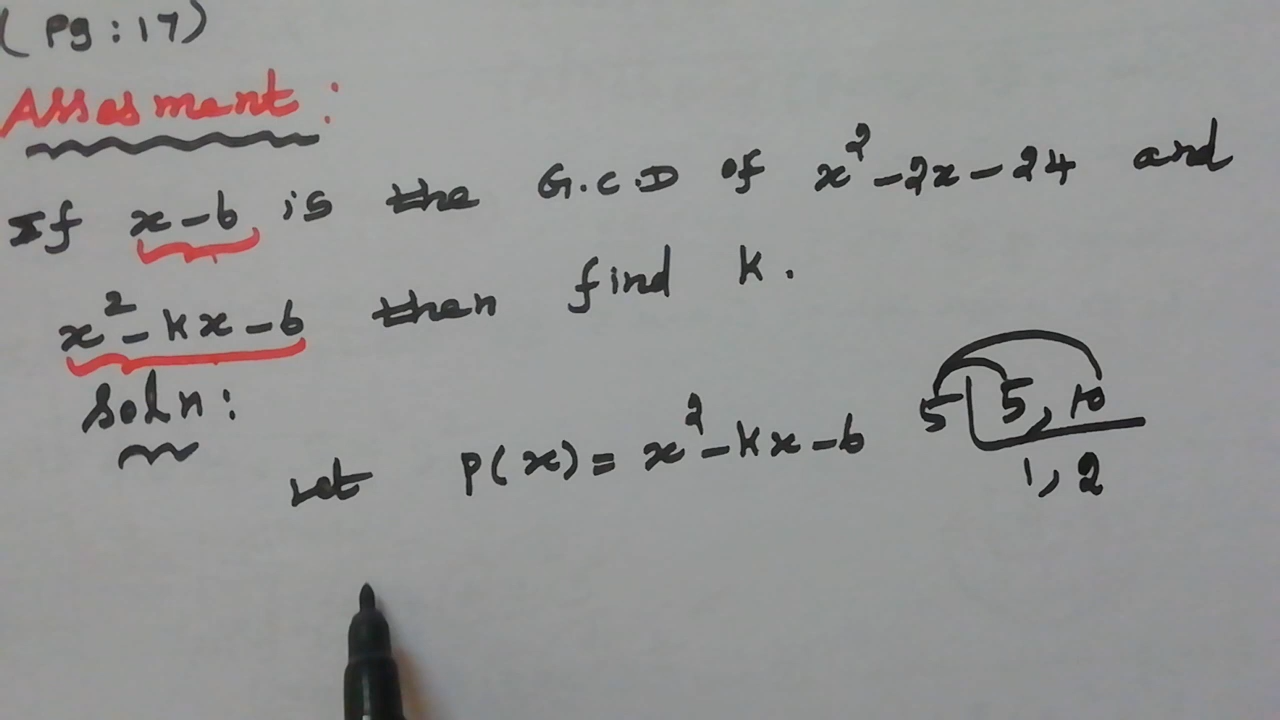 (Pg:17)
Assesment:
If x-6 is the G.C.D of x²-2x-24 and
x²-kx-6 then find k.
Soln:
Let P(x)=x²-kx-6
5 5, 10
1, 2